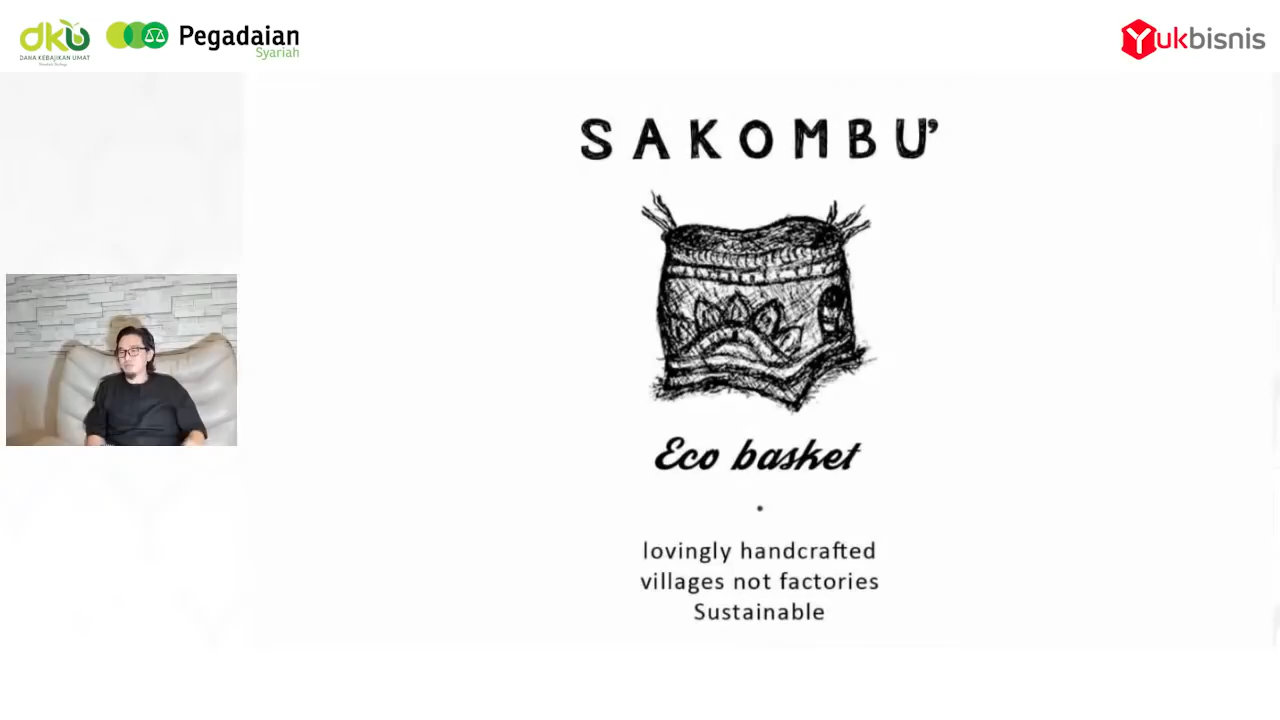 dku
DANA KEBAJIKAN UMAT
Pegadaian
Syariah
Yukbisnis
SAKOMBU'
Eco basket
lovingly handcrafted
villages not factories
Sustainable